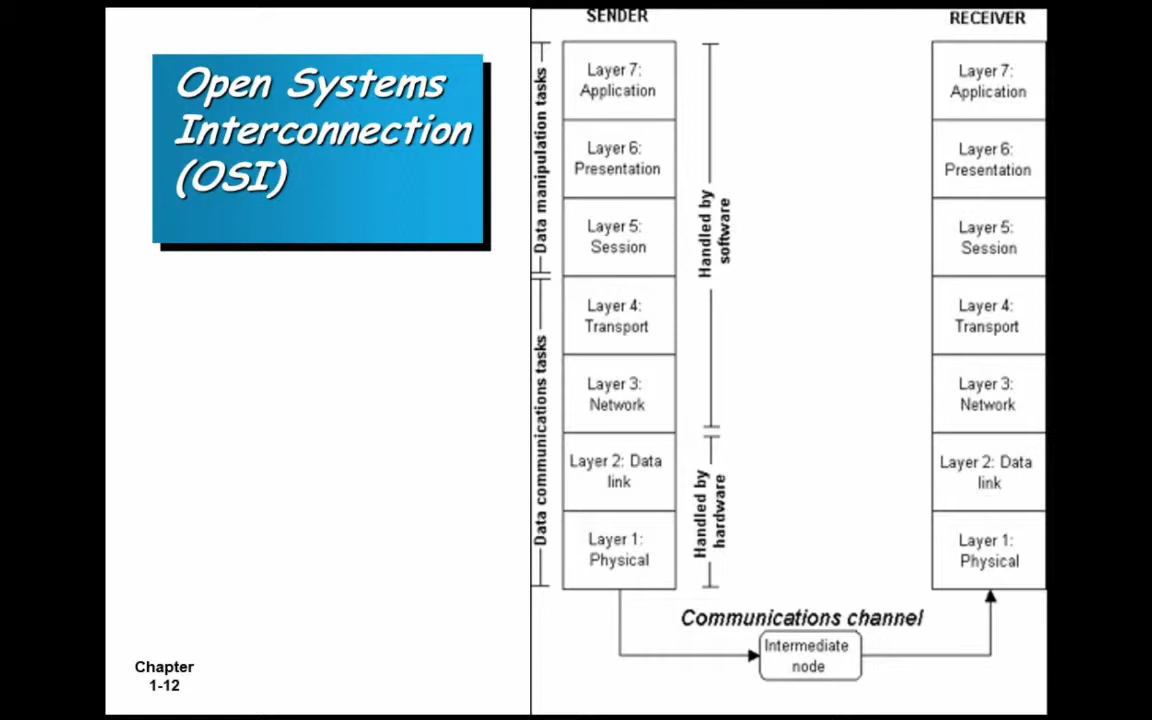 Open Systems
Interconnection
(OSI)
SENDER
RECEIVER
Data manipulation tasks
Data communications tasks
Layer 7:
Application
Layer 6:
Presentation
Layer 5:
Session
Layer 4:
Transport
Layer 3:
Network
Layer 2: Data
link
Layer 1:
Physical
Handled by
software
Handled by
hardware
Layer 7:
Application
Layer 6:
Presentation
Layer 5:
Session
Layer 4:
Transport
Layer 3:
Network
Layer 2: Data
link
Layer 1:
Physical
Communications channel
Intermediate
node
Chapter
1-12